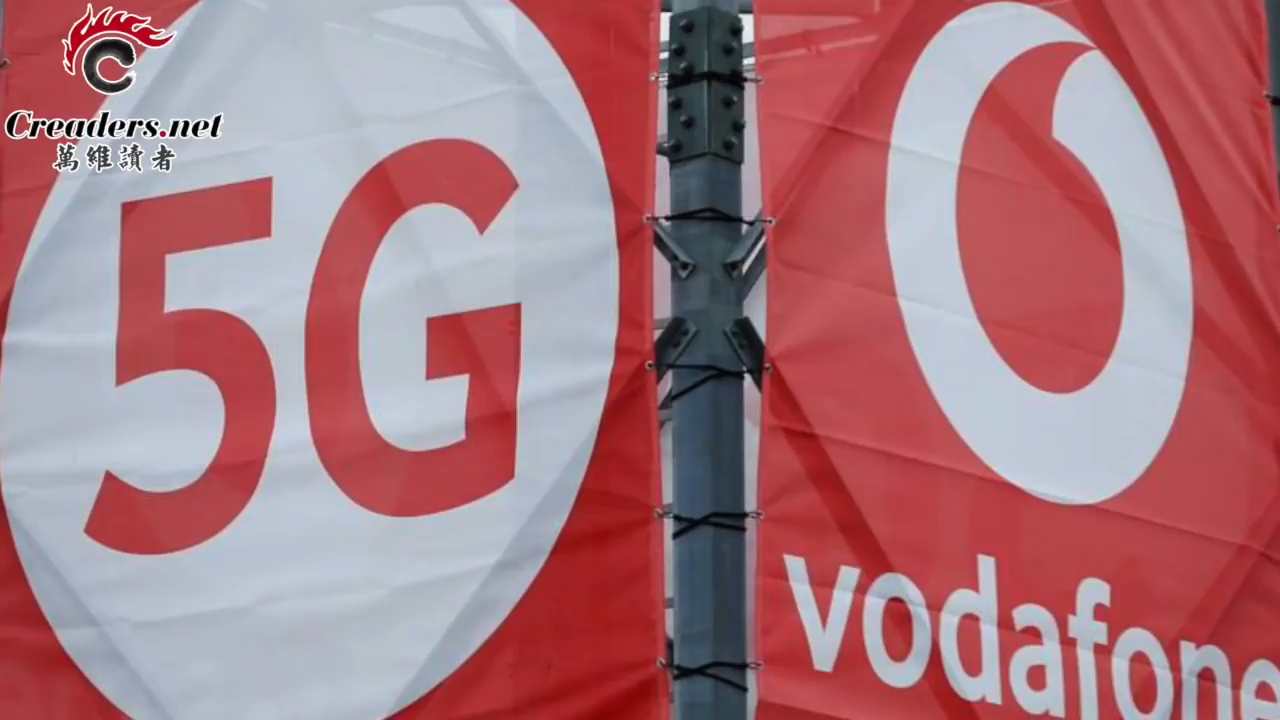 Creaders.net
萬維讀者
5G
vodafone